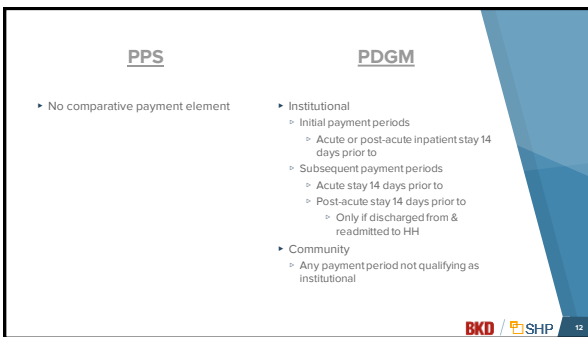 PPS
▸ No comparative payment element
PDGM
▸ Institutional
▹ Initial payment periods
▹ Acute or post-acute inpatient stay 14
days prior to
▹ Subsequent payment periods
▹ Acute stay 14 days prior to
▹ Post-acute stay 14 days prior to
▹ Only if discharged from &
readmitted to HH
▸ Community
▹ Any payment period not qualifying as
institutional
BKD / SHP 12